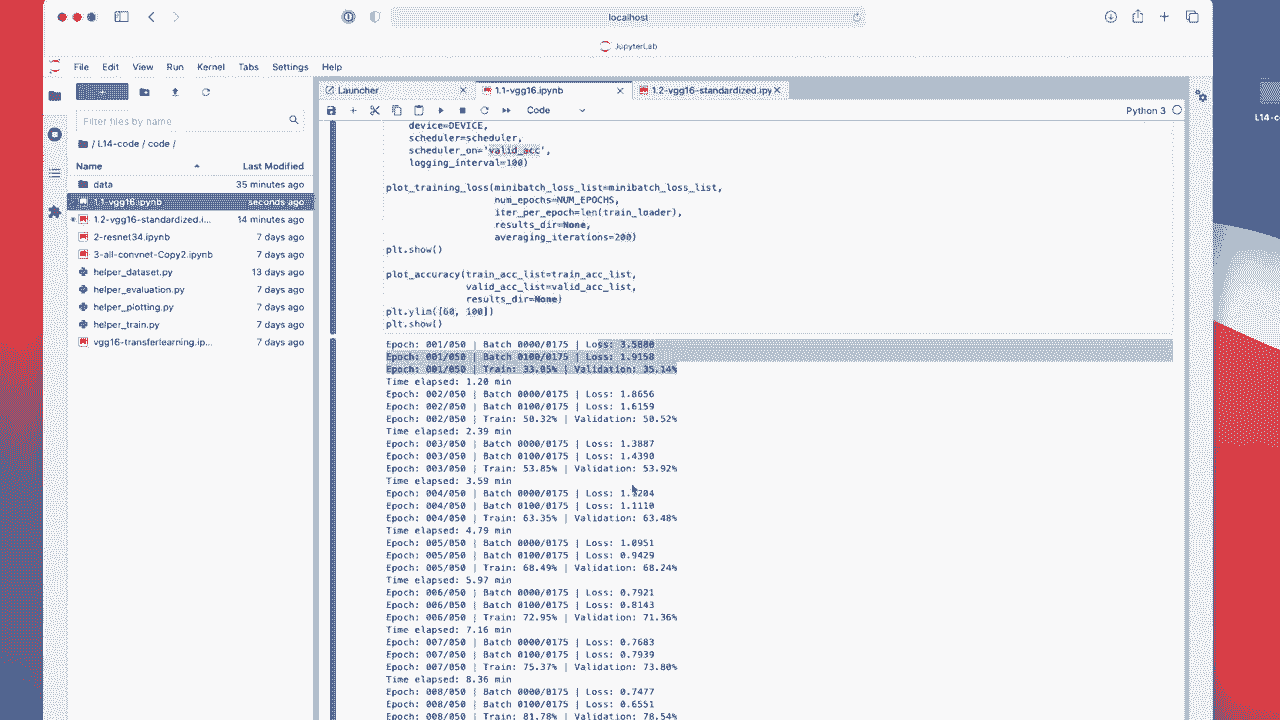 localhost
JupyterLab
File Edit View Run Kernel Tabs Settings Help
Launcher
1.1-vgg16.ipynb
1.2-vgg16-standardized.ipy
Code
Python 3
Filter files by name
/ L14-code / code /
Name Last Modified
data 35 minutes ago
1.1-vgg16.ipynb seconds ago
1.2-vgg16-standardized.i... 14 minutes ago
2-resnet34.ipynb 7 days ago
3-all-convnet-Copy2.ipynb 7 days ago
helper_dataset.py 13 days ago
helper_evaluation.py 7 days ago
helper_plotting.py 7 days ago
helper_train.py 7 days ago
vgg16-transferlearning.ip... 7 days ago
device=DEVICE,
scheduler=scheduler,
scheduler_on='valid_acc',
logging_interval=100)
plot_training_loss(minibatch_loss_list=minibatch_loss_list,
num_epochs=NUM_EPOCHS,
iter_per_epoch=len(train_loader),
results_dir=None,
averaging_iterations=200)
plt.show()
plot_accuracy(train_acc_list=train_acc_list,
valid_acc_list=valid_acc_list,
results_dir=None)
plt.ylim([60, 100])
plt.show()
Epoch: 001/050 | Batch 0000/0175 | Loss:
Epoch: 001/050 | Batch 0100/0175 | Loss: 1.9158
Epoch: 001/050 | Train: 33.05% | Validation: 35.14%
Time elapsed: 1.20 min
Epoch: 002/050 | Batch 0000/0175 | Loss: 1.8656
Epoch: 002/050 | Batch 0100/0175 | Loss: 1.6159
Epoch: 002/050 | Train: 50.32% | Validation: 50.52%
Time elapsed: 2.39 min
Epoch: 003/050 | Batch 0000/0175 | Loss: 1.3887
Epoch: 003/050 | Batch 0100/0175 | Loss: 1.4390
Epoch: 003/050 | Train: 53.85% | Validation: 53.92%
Time elapsed: 3.59 min
Epoch: 004/050 | Batch 0000/0175 | Loss:
Epoch: 004/050 | Batch 0100/0175 | Loss: 1.1110
Epoch: 004/050 | Train: 63.35% | Validation: 63.48%
Time elapsed: 4.79 min
Epoch: 005/050 | Batch 0000/0175 | Loss: 1.0951
Epoch: 005/050 | Batch 0100/0175 | Loss: 0.9429
Epoch: 005/050 | Train: 68.49% | Validation: 68.24%
Time elapsed: 5.97 min
Epoch: 006/050 | Batch 0000/0175 | Loss: 0.7921
Epoch: 006/050 | Batch 0100/0175 | Loss: 0.8143
Epoch: 006/050 | Train: 72.95% | Validation: 71.36%
Time elapsed: 7.16 min
Epoch: 007/050 | Batch 0000/0175 | Loss: 0.7683
Epoch: 007/050 | Batch 0100/0175 | Loss: 0.7939
Epoch: 007/050 | Train: 75.37% | Validation: 73.80%
Time elapsed: 8.36 min
Epoch: 008/050 | Batch 0000/0175 | Loss: 0.7477
Epoch: 008/050 | Batch 0100/0175 | Loss: 0.6551
Epoch: 008/050 | Train: 81.78% | Validation: 78.54%